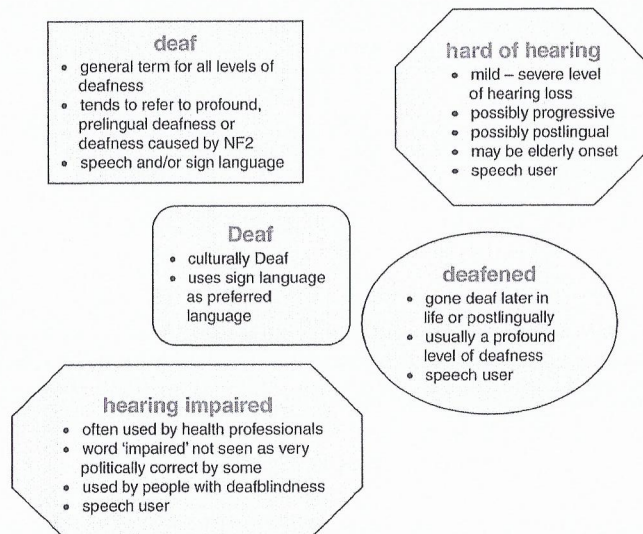 deaf
• general term for all levels of
deafness
• tends to refer to profound,
prelingual deafness or
deafness caused by NF2
• speech and/or sign language
hard of hearing
• mild – severe level
of hearing loss
• possibly progressive
• possibly postlingual
• may be elderly onset
• speech user
Deaf
• culturally Deaf
• uses sign language
as preferred
language
deafened
• gone deaf later in
life or postlingually
• usually a profound
level of deafness
• speech user
hearing impaired
• often used by health professionals
• word ‘impaired’ not seen as very
politically correct by some
• used by people with deafblindness
• speech user